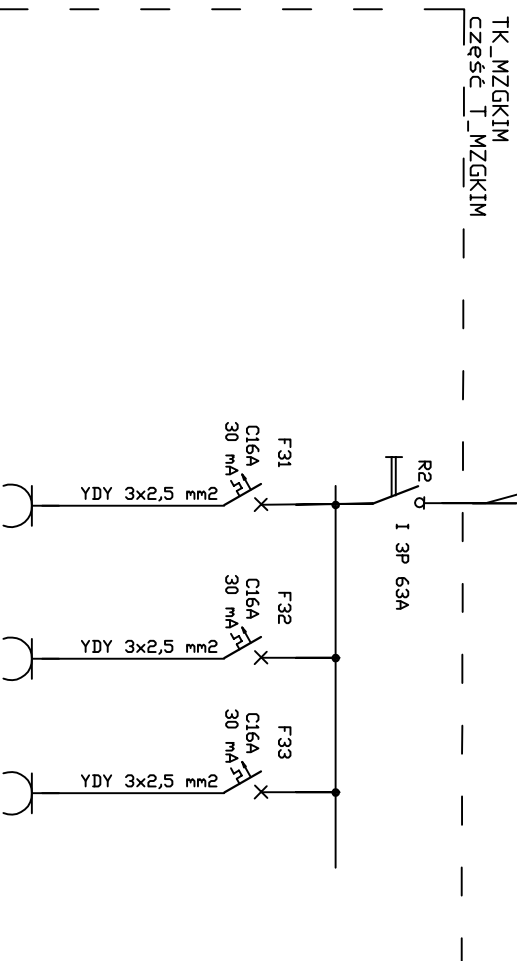 TK_MZGKIM
część T_MZGKIM
R2
I 3P 63A
F31
C16A
30 mA
YDY 3x2,5 mm2
F32
C16A
30 mA
YDY 3x2,5 mm2
F33
C16A
30 mA
YDY 3x2,5 mm2